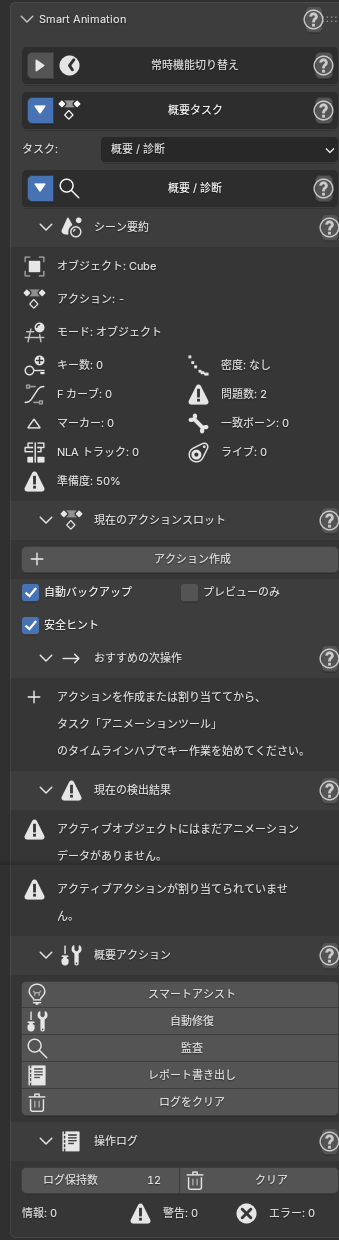 Smart Animation
常時機能切り替え
概要タスク
タスク: 概要 / 診断
概要 / 診断
シーン要約
オブジェクト: Cube
アクション: -
モード: オブジェクト
キー数: 0 密度: なし
F カーブ: 0 問題数: 2
マーカー: 0 一致ボーン: 0
NLA トラック: 0 ライブ: 0
準備度: 50%
現在のアクションスロット
アクション作成
自動バックアップ プレビューのみ
安全ヒント
おすすめの次操作
アクションを作成または割り当ててから、
タスク「アニメーションツール」
のタイムラインハブでキー作業を始めてください。
現在の検出結果
アクティブオブジェクトにはまだアニメーション
データがありません。
アクティブアクションが割り当てられていませ
ん。
概要アクション
スマートアシスト
自動修復
監査
レポート書き出し
ログをクリア
操作ログ
ログ保持数 12 クリア
情報: 0 警告: 0 エラー: 0